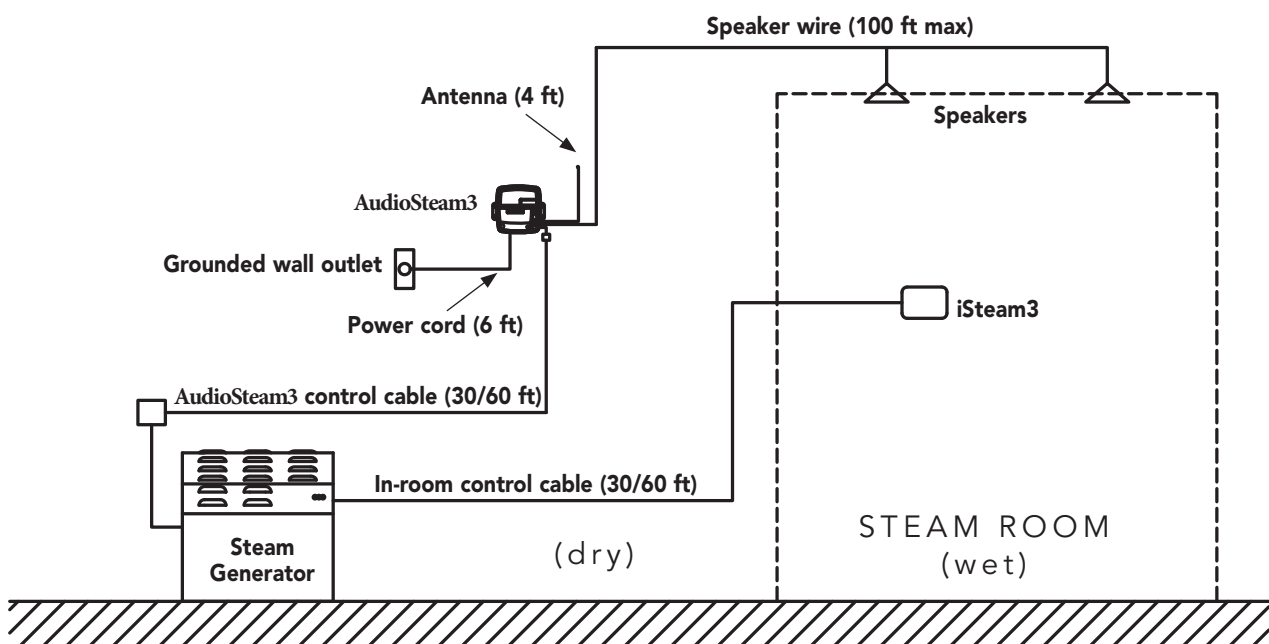 Speaker wire (100 ft max)
Antenna (4 ft)
Speakers
AudioSteam3
Grounded wall outlet
Power cord (6 ft)
iSteam3
AudioSteam3 control cable (30/60 ft)
In-room control cable (30/60 ft)
Steam
Generator
(dry)
STEAM ROOM
(wet)